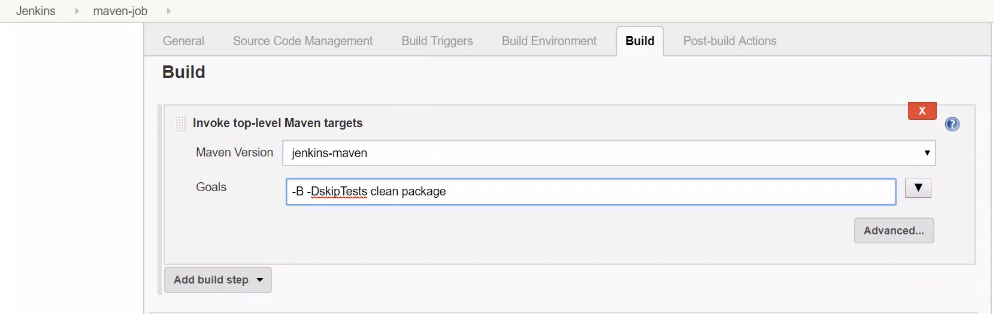 Jenkins maven-job
General Source Code Management Build Triggers Build Environment Build Post-build Actions
Build
X
Invoke top-level Maven targets
?
Maven Version jenkins-maven
Goals -B -DskipTests clean package
Advanced...
Add build step